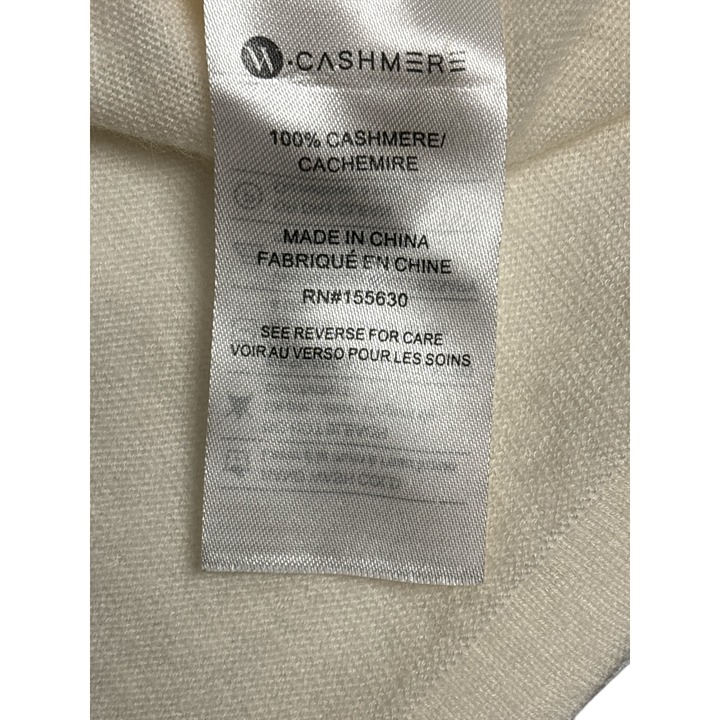 W.CASHMERE
100% CASHMERE/
CACHEMIRE
MADE IN CHINA
FABRIQUÉ EN CHINE
RN#155630
SEE REVERSE FOR CARE
VOIR AU VERSO POUR LES SOINS